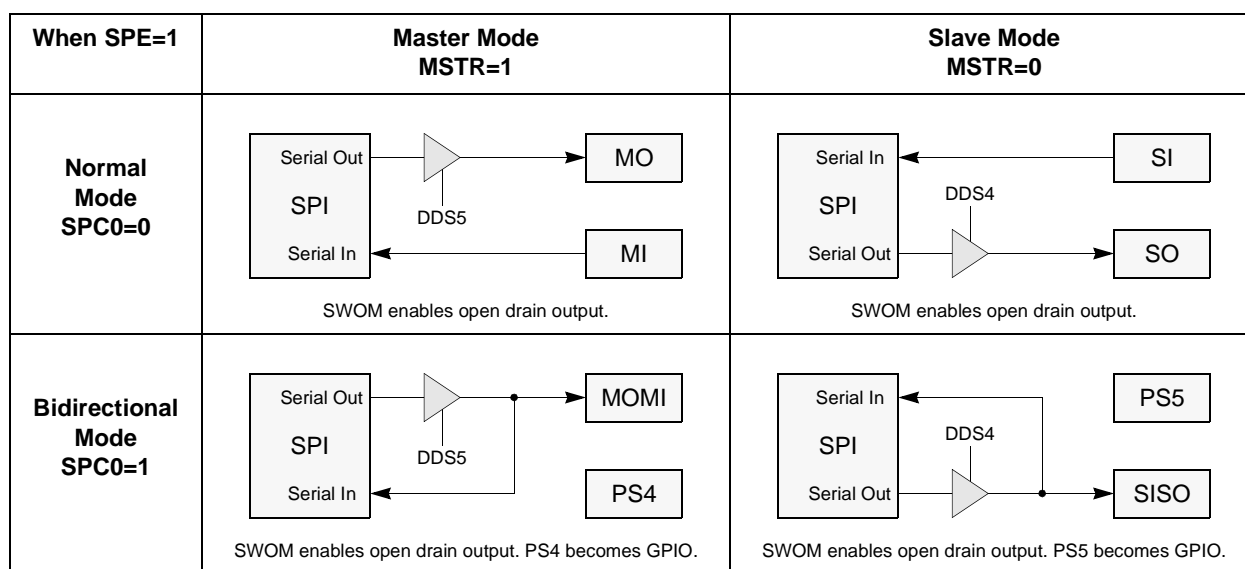 When SPE=1
Master Mode
MSTR=1
Slave Mode
MSTR=0
Normal
Mode
SPC0=0
Serial Out
SPI
Serial In
DDS5
MO
MI
SWOM enables open drain output.
Serial In
SPI
Serial Out
DDS4
SI
SO
SWOM enables open drain output.
Bidirectional
Mode
SPC0=1
Serial Out
SPI
Serial In
DDS5
MOMI
PS4
SWOM enables open drain output. PS4 becomes GPIO.
Serial In
SPI
Serial Out
DDS4
PS5
SISO
SWOM enables open drain output. PS5 becomes GPIO.